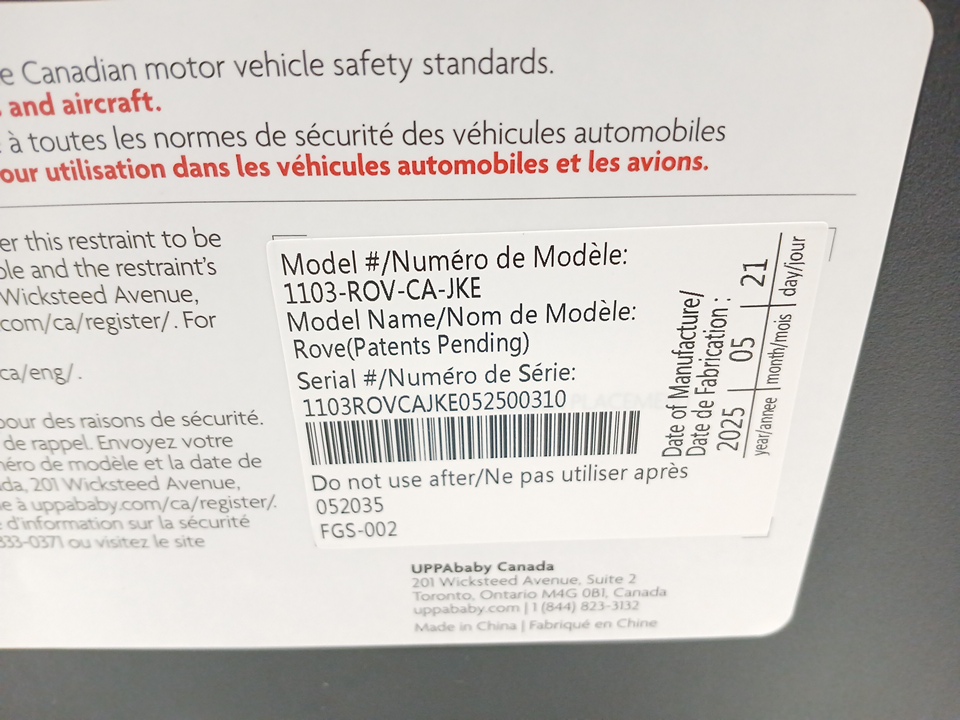 e Canadian motor vehicle safety standards.
and aircraft.
à toutes les normes de sécurité des véhicules automobiles
our utilisation dans les véhicules automobiles et les avions.
er this restraint to be
ble and the restraint's
Wicksteed Avenue,
com/ca/register/. For
ca/eng/.
pour des raisons de sécurité.
de rappel. Envoyez votre
méro de modèle et la date de
da, 201 Wicksteed Avenue,
e à uppababy.com/ca/register/.
d'information sur la sécurité
333-0371 ou visitez le site
Model #/Numéro de Modèle:
1103-ROV-CA-JKE
Model Name/Nom de Modèle:
Rove(Patents Pending)
Serial #/Numéro de Série:
1103ROVCAJKE052500310
Do not use after/Ne pas utiliser après
052035
FGS-002
Date of Manufacture/
Date de Fabrication :
2025 | 05 | 21
year/annee | month/mois | day/jour
UPPAbaby Canada
201 Wicksteed Avenue, Suite 2
Toronto, Ontario M4G 0B1, Canada
uppababy.com | 1 (844) 823-3132
Made in China | Fabriqué en Chine